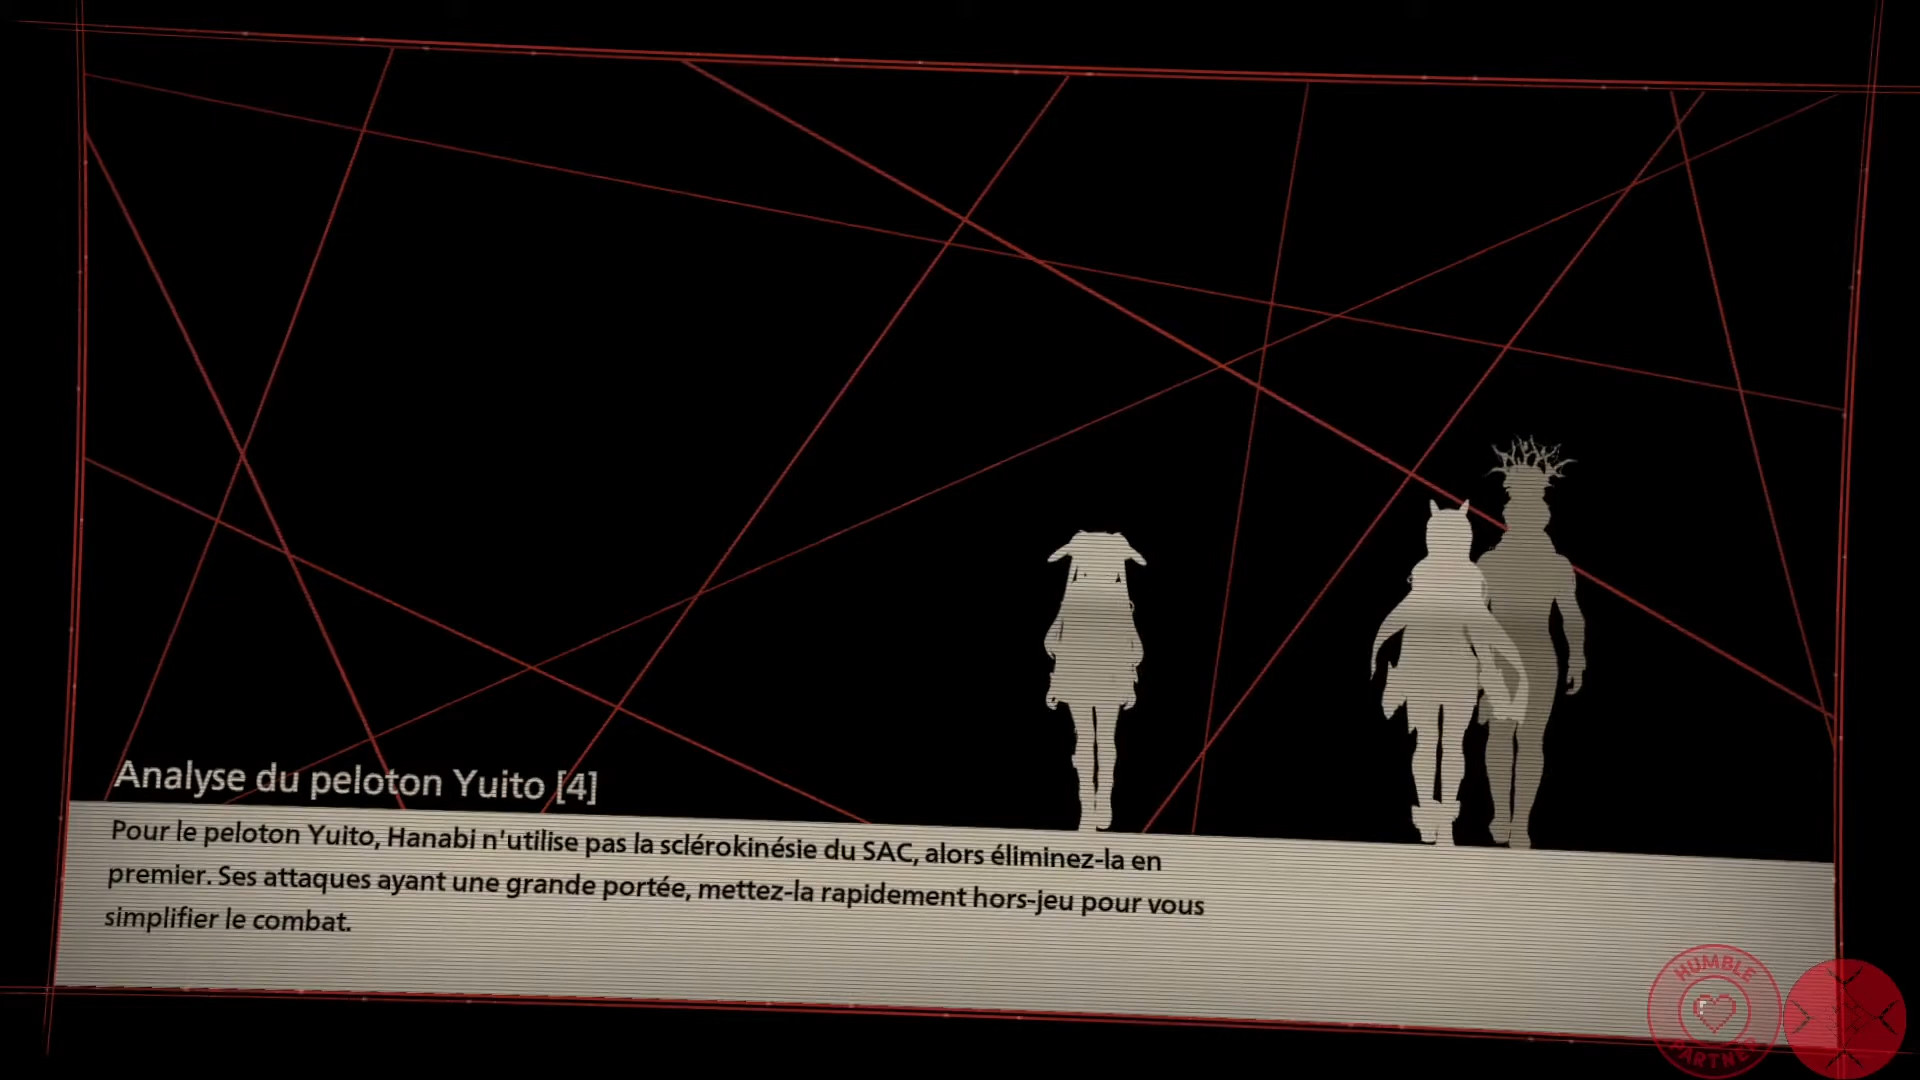 Analyse du peloton Yuito [4]
Pour le peloton Yuito, Hanabi n'utilise pas la sclérokinésie du SAC, alors éliminez-la en
premier. Ses attaques ayant une grande portée, mettez-la rapidement hors-jeu pour vous
simplifier le combat.
HUMBLE
PARTNER